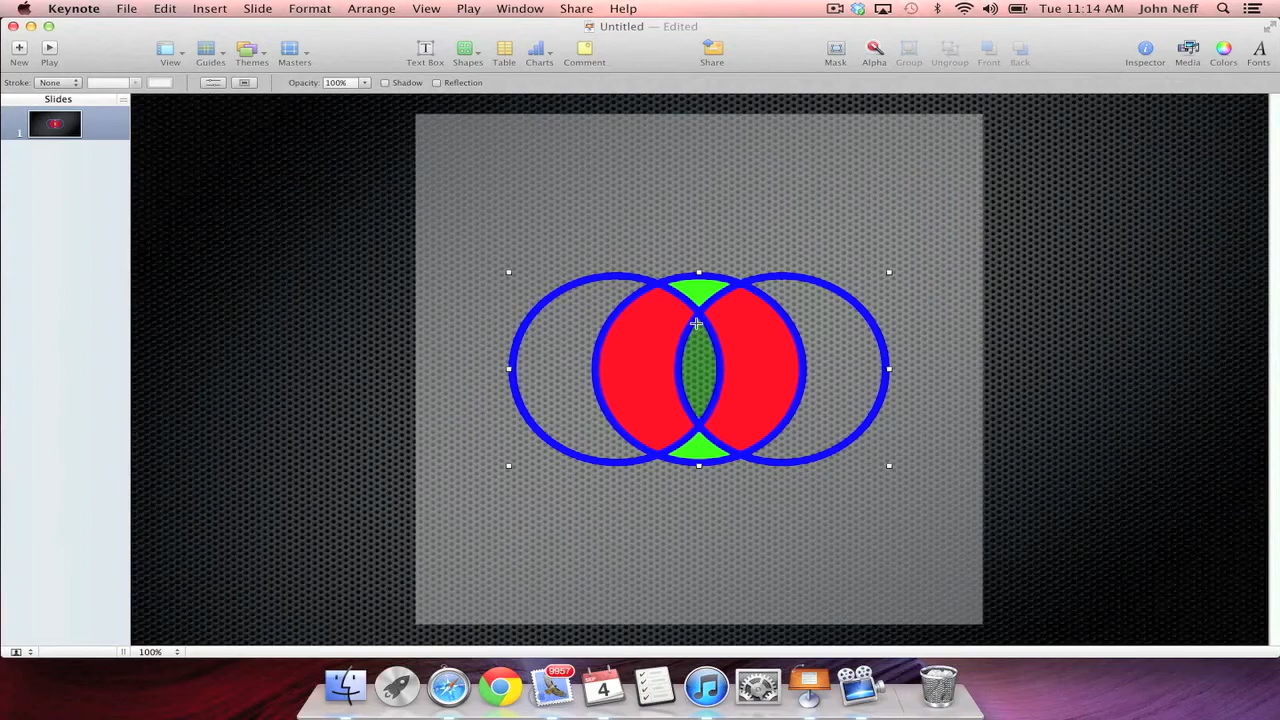 Keynote File Edit Insert Slide Format Arrange View Play Window Share Help Tue 11:14 AM John Neff
Untitled — Edited
New Play View Guides Themes Masters Text Box Shapes Table Charts Comment Share Mask Alpha Group Ungroup Front Back Inspector Media Colors Fonts
Stroke: None Opacity: 100% Shadow Reflection
Slides
1
100%
9957
SEP
4